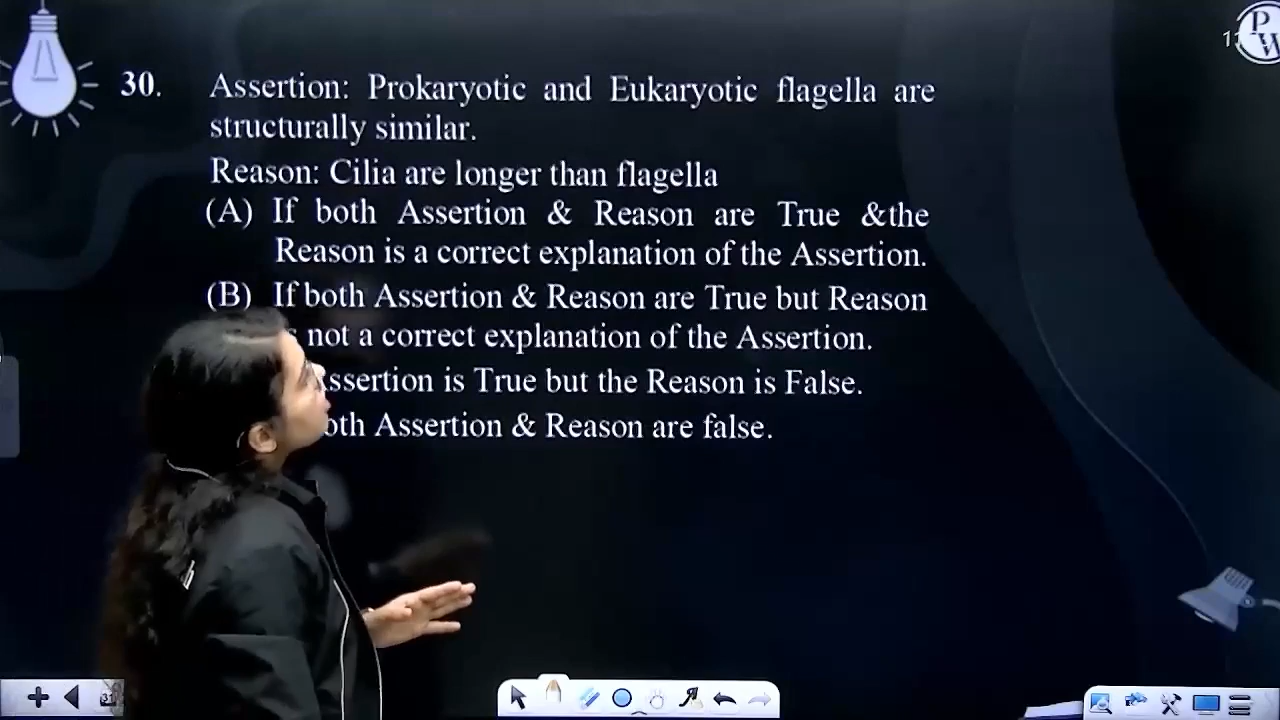 30. Assertion: Prokaryotic and Eukaryotic flagella are
structurally similar.
Reason: Cilia are longer than flagella
(A) If both Assertion & Reason are True &the
Reason is a correct explanation of the Assertion.
(B) If both Assertion & Reason are True but Reason
not a correct explanation of the Assertion.
ssertion is True but the Reason is False.
oth Assertion & Reason are false.
P
W
31